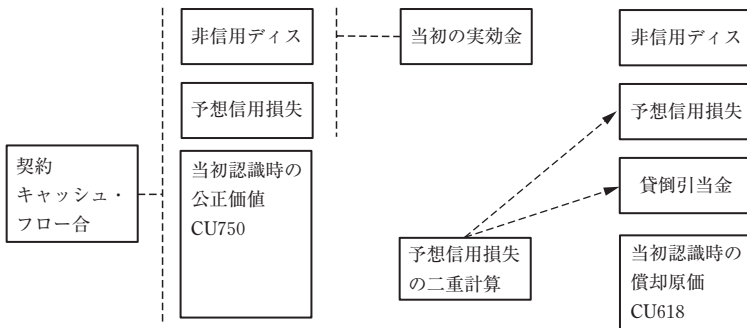 非信用ディス
当初の実効金
非信用ディス
予想信用損失
予想信用損失
契約
キャッシュ・
フロー合
当初認識時の
公正価値
CU750
貸倒引当金
予想信用損失
の二重計算
当初認識時の
償却原価
CU618